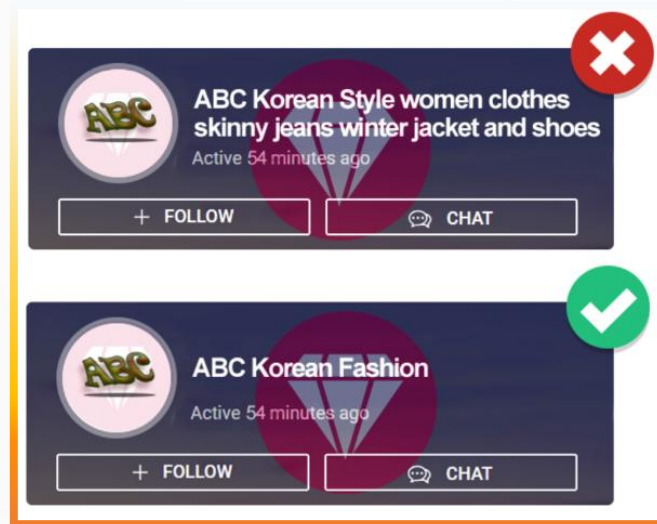 ABC
ABC Korean Style women clothes
skinny jeans winter jacket and shoes
Active 54 minutes ago
+ FOLLOW
CHAT
ABC
ABC Korean Fashion
Active 54 minutes ago
+ FOLLOW
CHAT